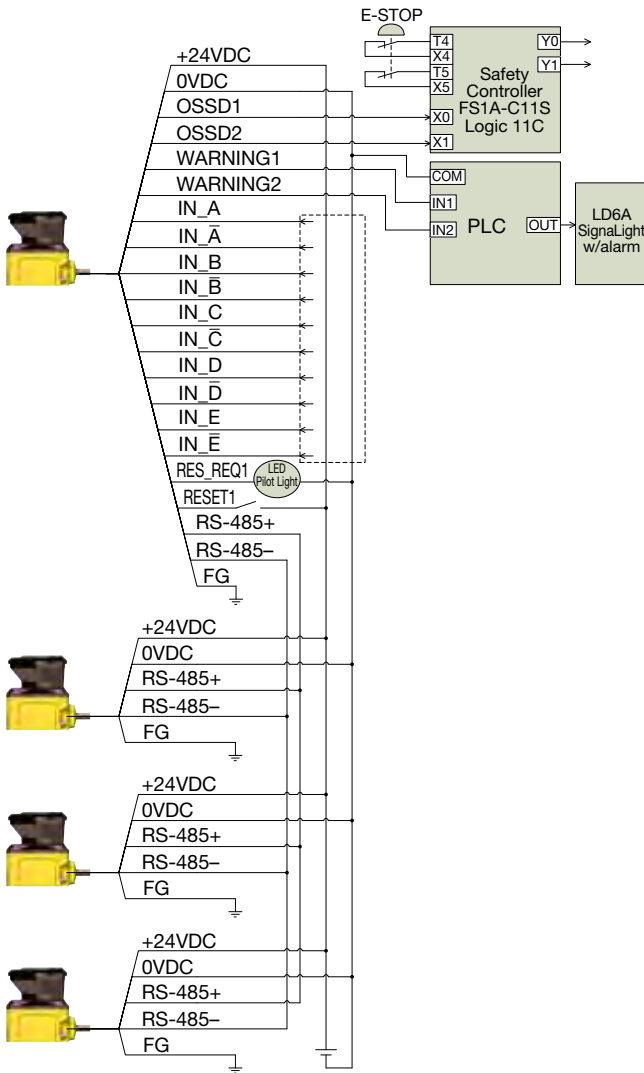 E-STOP
T4
X4
T5
X5
X0
X1
Y0
Y1
Safety
Controller
FS1A-C11S
Logic 11C
COM
IN1
IN2
PLC
OUT
LD6A
SignaLight
w/alarm
+24VDC
0VDC
OSSD1
OSSD2
WARNING1
WARNING2
IN_A
IN_A̅
IN_B
IN_B̅
IN_C
IN_C̅
IN_D
IN_D̅
IN_E
IN_E̅
RES_REQ1
LED
Pilot Light
RESET1
RS-485+
RS-485–
FG
+24VDC
0VDC
RS-485+
RS-485–
FG
+24VDC
0VDC
RS-485+
RS-485–
FG
+24VDC
0VDC
RS-485+
RS-485–
FG